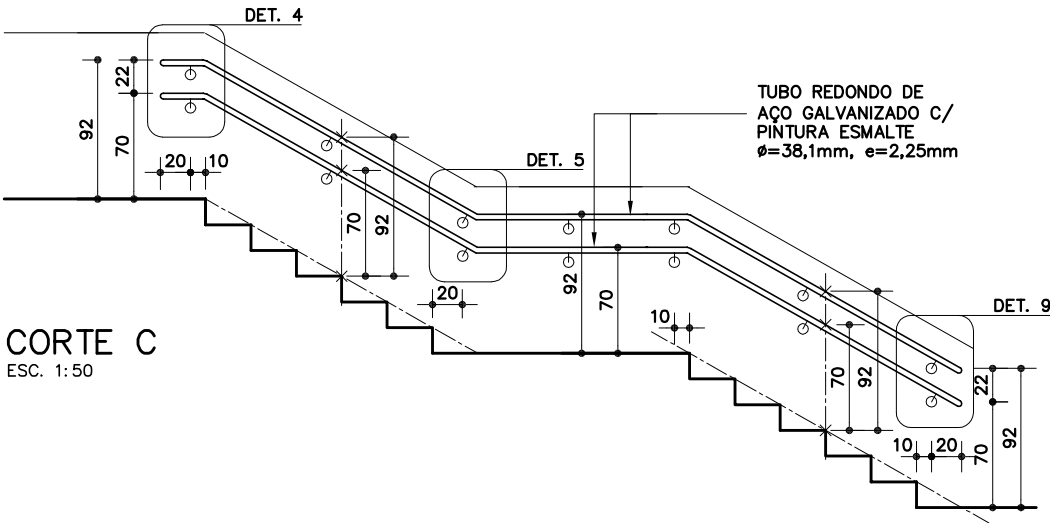 DET. 4
22
92
70
20
10
TUBO REDONDO DE
AÇO GALVANIZADO C/
PINTURA ESMALTE
ø=38,1mm, e=2,25mm
DET. 5
70
92
20
92
70
10
DET. 9
70
92
22
92
70
10
20
CORTE C
ESC. 1:50